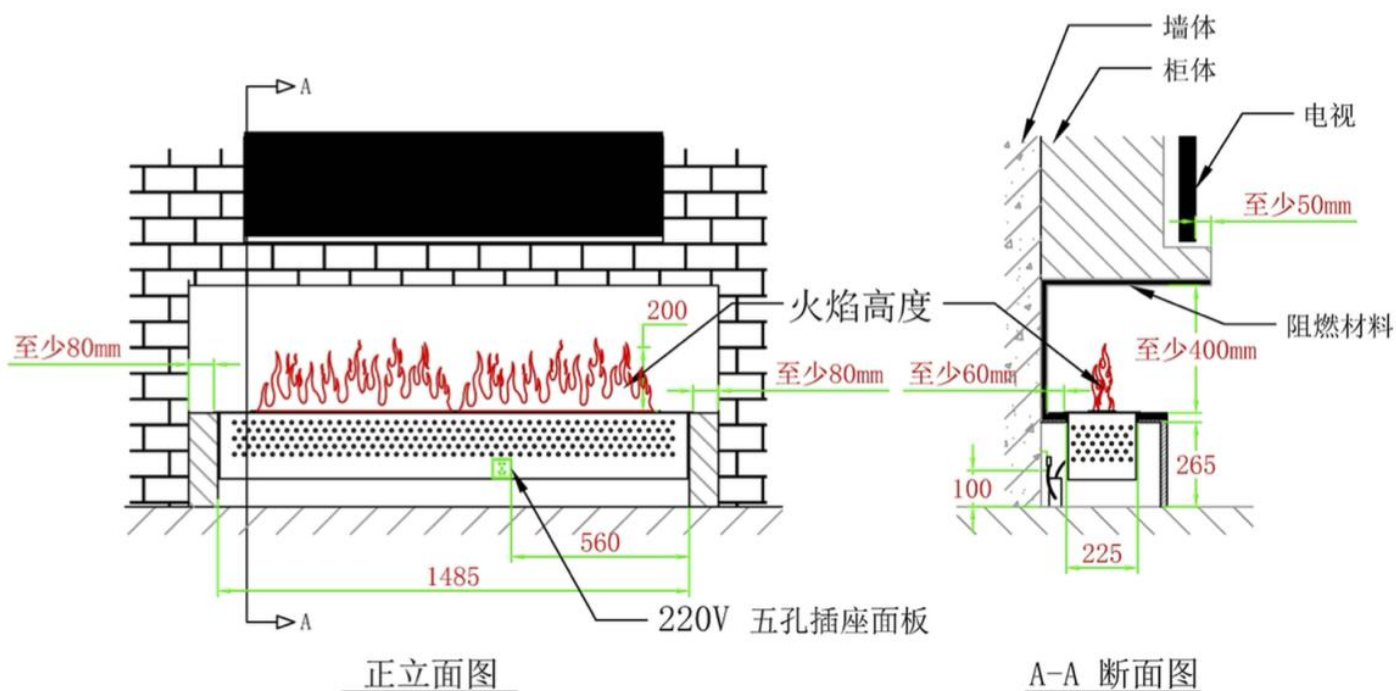 墙体
柜体
A
电视
至少50mm
200
火焰高度
阻燃材料
至少80mm
至少400mm
至少80mm
至少60mm
265
100
560
225
1485
A
220V 五孔插座面板
正立面图
A-A 断面图